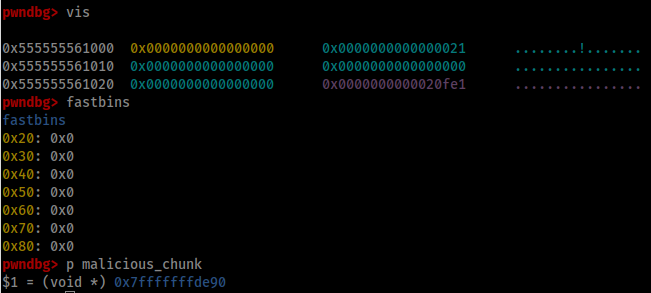 pwndbg> vis
0x555555561000 0x0000000000000000 0x0000000000000021 ........!.......
0x555555561010 0x0000000000000000 0x0000000000000000 ................
0x555555561020 0x0000000000000000 0x0000000000020fe1 ................
pwndbg> fastbins
fastbins
0x20: 0x0
0x30: 0x0
0x40: 0x0
0x50: 0x0
0x60: 0x0
0x70: 0x0
0x80: 0x0
pwndbg> p malicious_chunk
$1 = (void *) 0x7fffffffde90